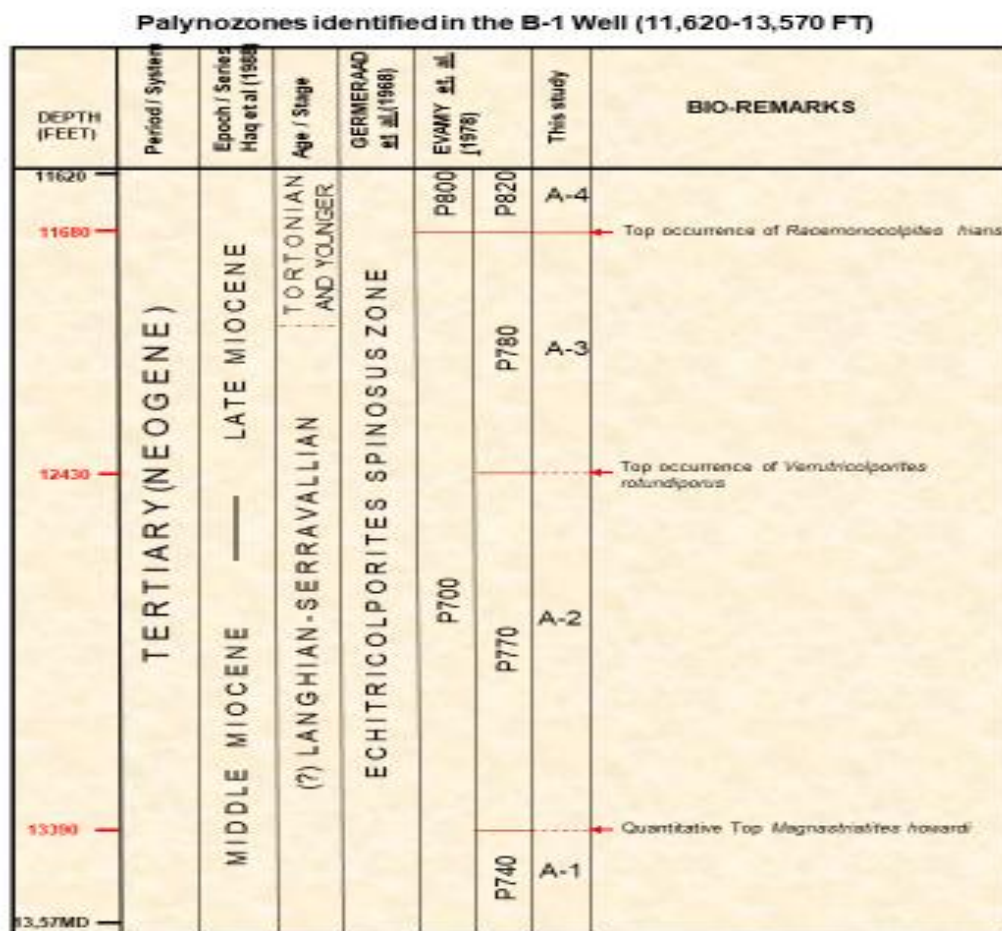 Palynozones identified in the B-1 Well (11,620-13,570 FT)
DEPTH
(FEET)
Period / System
Epoch / Series
Haq et al (1988)
Age / Stage
GERMERAAD
et al (1968)
EVAMY et. al.
(1978)
This study
BIO-REMARKS
11620
P800
P820
A-4
11680
Top occurrence of Racemonocolpites hians
TORTONIAN
AND YOUNGER
LATE MIOCENE
P780
A-3
TERTIARY (NEOGENE)
ECHITRICOLPORITES SPINOSUS ZONE
12430
Top occurrence of Verrutricolporites
rotundiporus
(?) LANGHIAN-SERRAVALLIAN
P700
P770
A-2
MIDDLE MIOCENE
13390
Quantitative Top Magnastriatites howardi
P740
A-1
13,57MD